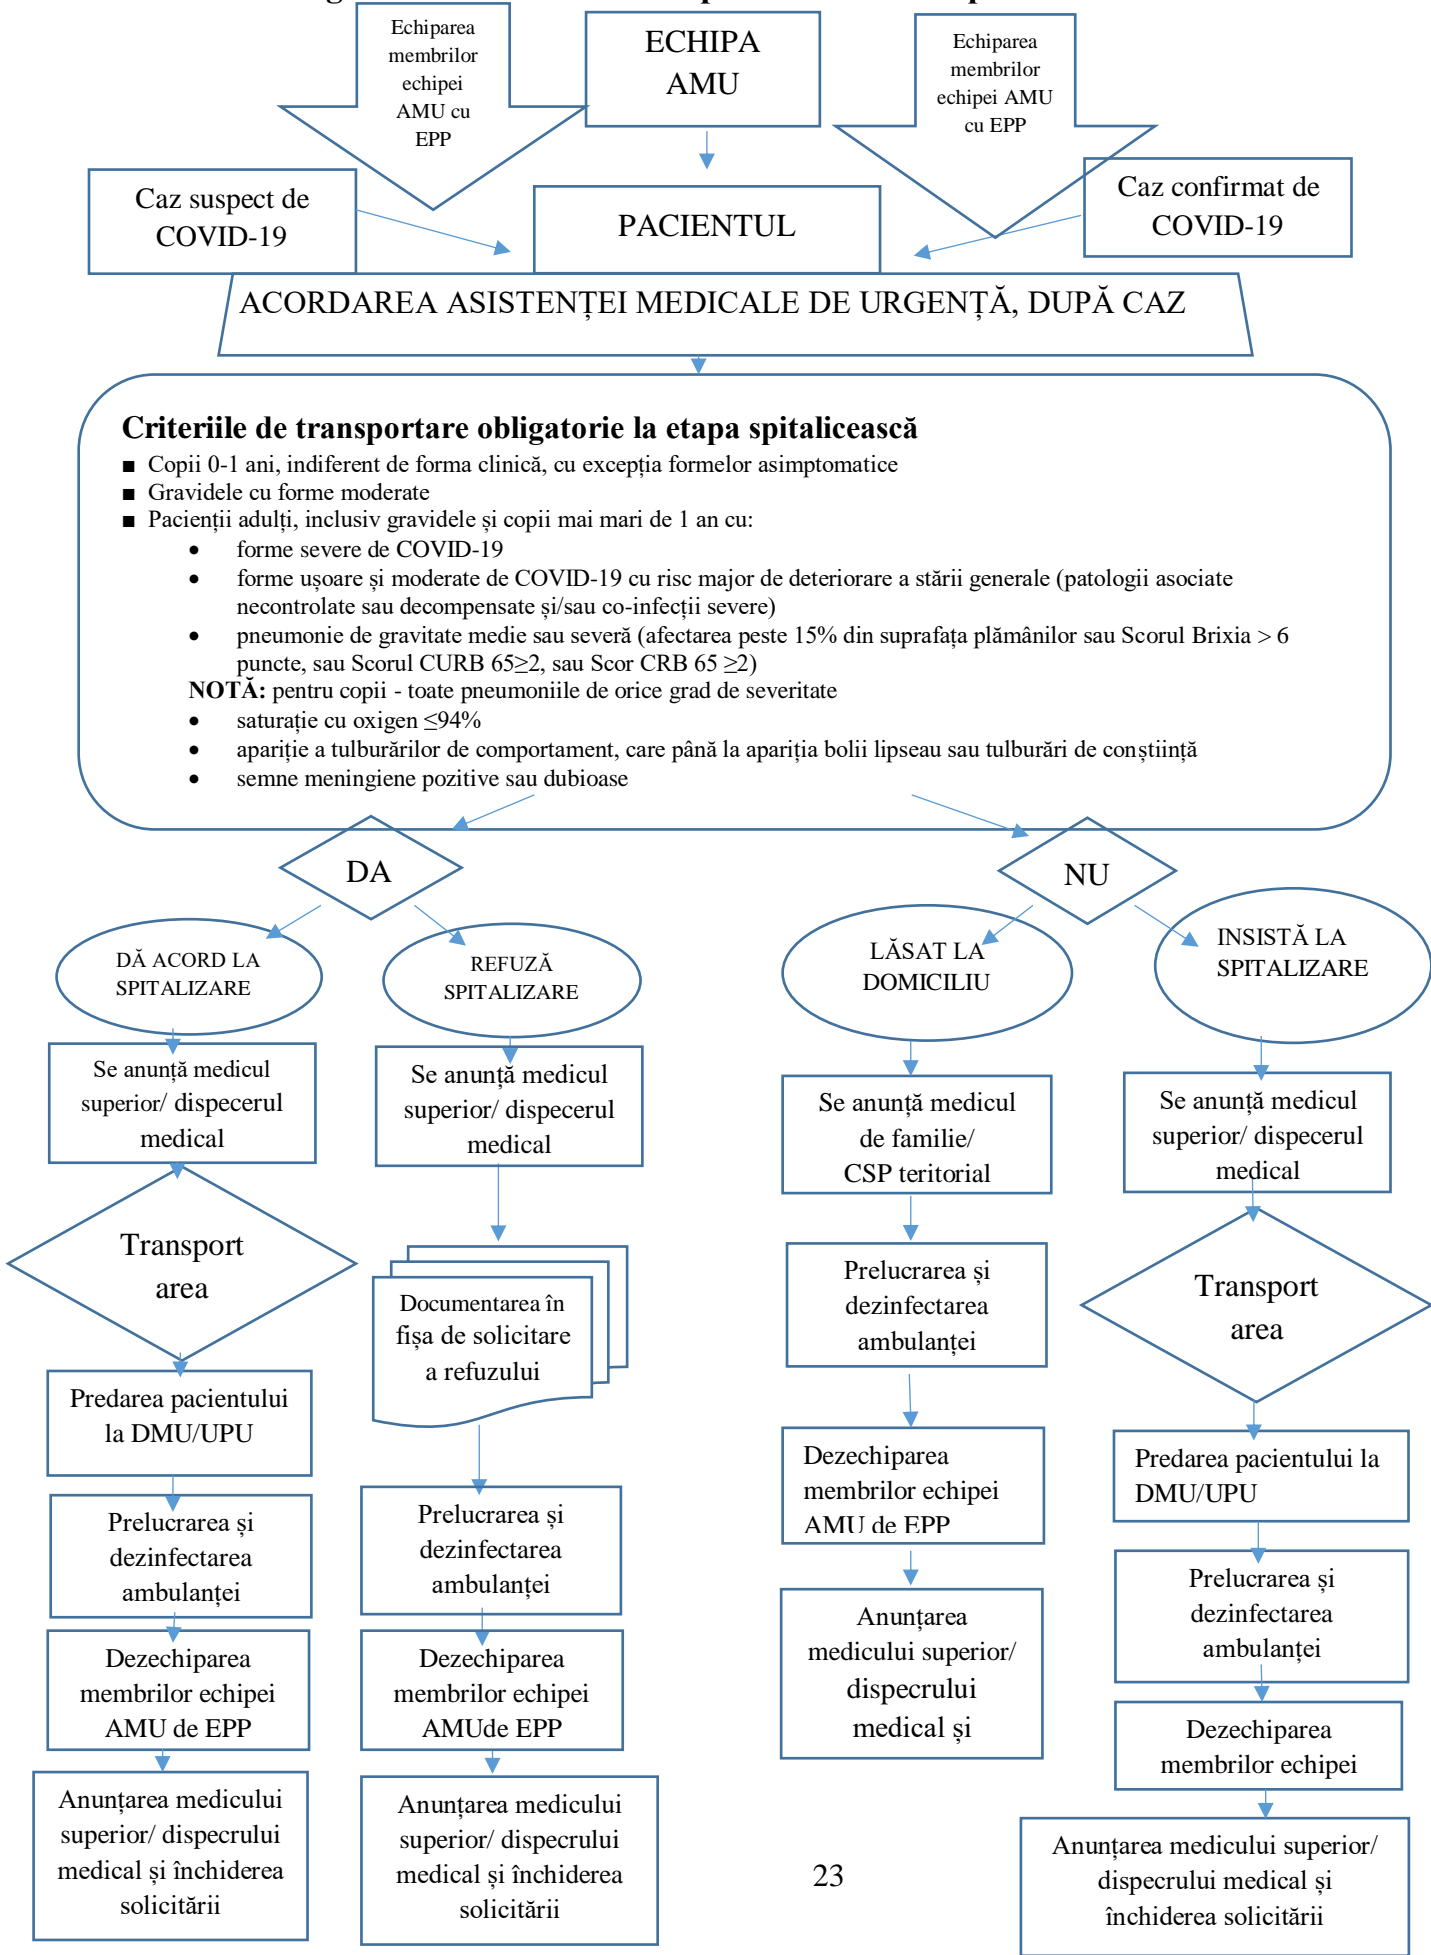 Echiparea
membrilor
echipei
AMU cu
EPP
ECHIPA
AMU
Echiparea
membrilor
echipei AMU
cu EPP
Caz suspect de
COVID-19
PACIENTUL
Caz confirmat de
COVID-19
ACORDAREA ASISTENȚEI MEDICALE DE URGENȚĂ, DUPĂ CAZ
Criteriile de transportare obligatorie la etapa spitalicească
■ Copii 0-1 ani, indiferent de forma clinică, cu excepția formelor asimptomatice
■ Gravidele cu forme moderate
■ Pacienții adulți, inclusiv gravidele și copii mai mari de 1 an cu:
• forme severe de COVID-19
• forme ușoare și moderate de COVID-19 cu risc major de deteriorare a stării generale (patologii asociate
necontrolate sau decompensate și/sau co-infecții severe)
• pneumonie de gravitate medie sau severă (afectarea peste 15% din suprafața plămânilor sau Scorul Brixia > 6
puncte, sau Scorul CURB 65≥2, sau Scor CRB 65 ≥2)
NOTĂ: pentru copii - toate pneumoniile de orice grad de severitate
• saturație cu oxigen ≤94%
• apariție a tulburărilor de comportament, care până la apariția bolii lipseau sau tulburări de conștiință
• semne meningiene pozitive sau dubioase
DA
NU
DĂ ACORD LA
SPITALIZARE
REFUZĂ
SPITALIZARE
LĂSAT LA
DOMICILIU
INSISTĂ LA
SPITALIZARE
Se anunță medicul
superior/ dispecerul
medical
Se anunță medicul
superior/ dispecerul
medical
Se anunță medicul
de familie/
CSP teritorial
Se anunță medicul
superior/ dispecerul
medical
Transport
area
Documentarea în
fișa de solicitare
a refuzului
Prelucrarea și
dezinfectarea
ambulanței
Transport
area
Predarea pacientului
la DMU/UPU
Prelucrarea și
dezinfectarea
ambulanței
Dezechiparea
membrilor echipei
AMU de EPP
Predarea pacientului la
DMU/UPU
Prelucrarea și
dezinfectarea
ambulanței
Dezechiparea
membrilor echipei
AMUde EPP
Anunțarea
medicului superior/
dispecrului
medical și
Prelucrarea și
dezinfectarea
ambulanței
Dezechiparea
membrilor echipei
AMU de EPP
Anunțarea medicului
superior/ dispecrului
medical și închiderea
solicitării
Dezechiparea
membrilor echipei
Anunțarea medicului
superior/ dispecrului
medical și închiderea
solicitării
Anunțarea medicului superior/
dispecrului medical și
închiderea solicitării
23